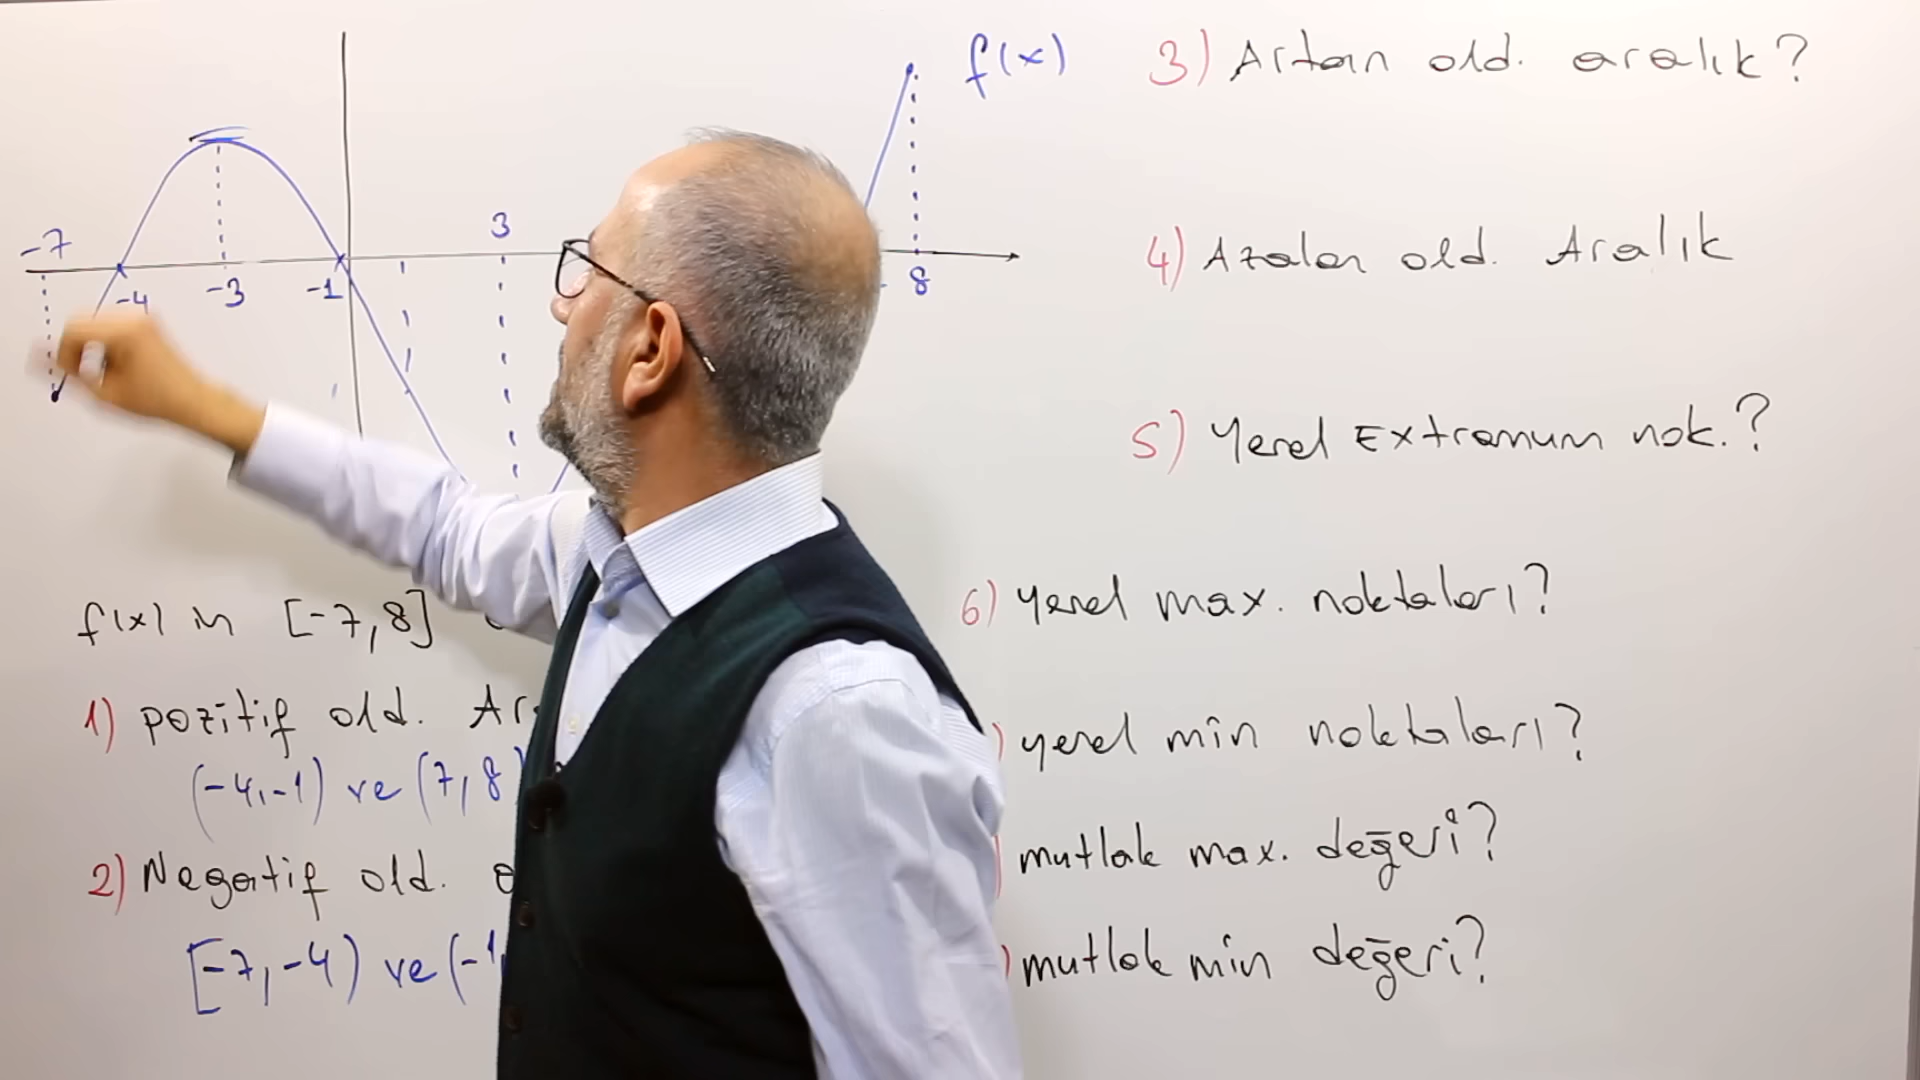 f(x)
3
-7
-4
-3
-1
8
f(x) in [-7,8]
1) pozitif old.
(-4,-1) ve (7,8
2) Negatif old.
[-7,-4) ve (-1,
3) Artan old. aralık?
4) Azalan old. Aralık
5) Yerel Extramum nok.?
6) yerel max. noktaları?
) yerel min noktaları?
) mutlak max. değeri?
) mutlak min değeri?